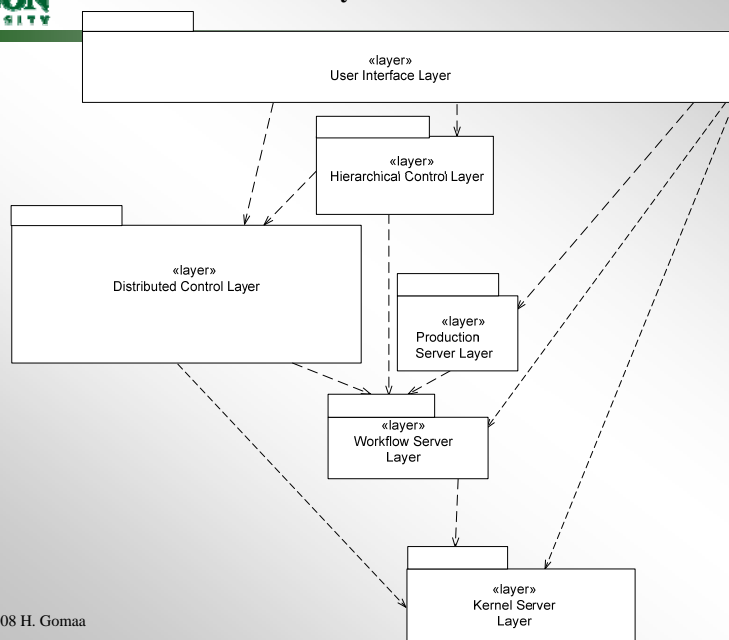 «layer»
User Interface Layer
«layer»
Hierarchical Control Layer
«layer»
Distributed Control Layer
«layer»
Production
Server Layer
«layer»
Workflow Server
Layer
«layer»
Kernel Server
Layer
08 H. Gomaa